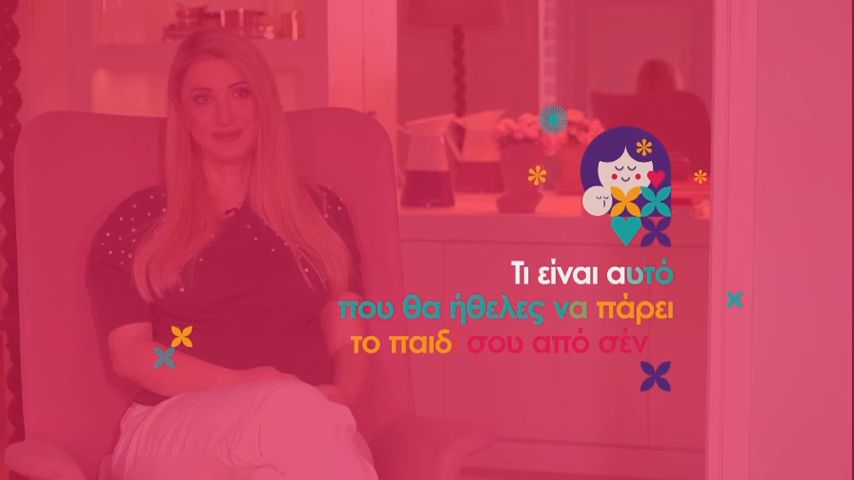 Τι είναι αυτό
που θα ήθελες να πάρει
το παιδ σου από σέν